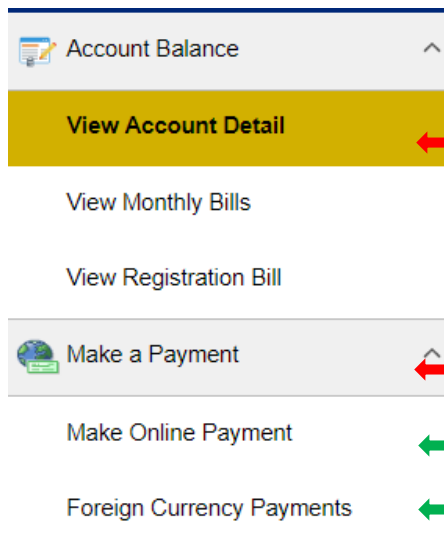 Account Balance
View Account Detail
View Monthly Bills
View Registration Bill
Make a Payment
Make Online Payment
Foreign Currency Payments